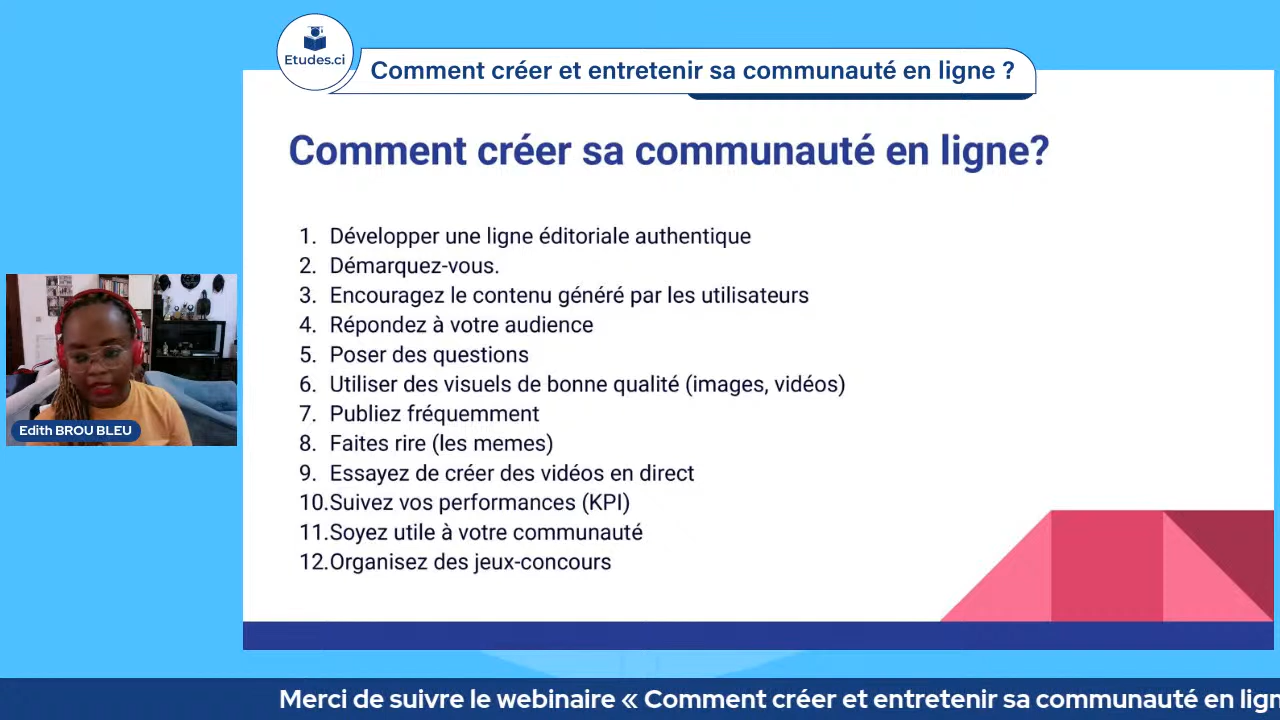 Etudes.ci
Comment créer et entretenir sa communauté en ligne ?
Comment créer sa communauté en ligne?
1. Développer une ligne éditoriale authentique
2. Démarquez-vous.
3. Encouragez le contenu généré par les utilisateurs
4. Répondez à votre audience
5. Poser des questions
6. Utiliser des visuels de bonne qualité (images, vidéos)
7. Publiez fréquemment
8. Faites rire (les memes)
9. Essayez de créer des vidéos en direct
10.Suivez vos performances (KPI)
11.Soyez utile à votre communauté
12.Organisez des jeux-concours
Edith BROU BLEU
Merci de suivre le webinaire « Comment créer et entretenir sa communauté en lign